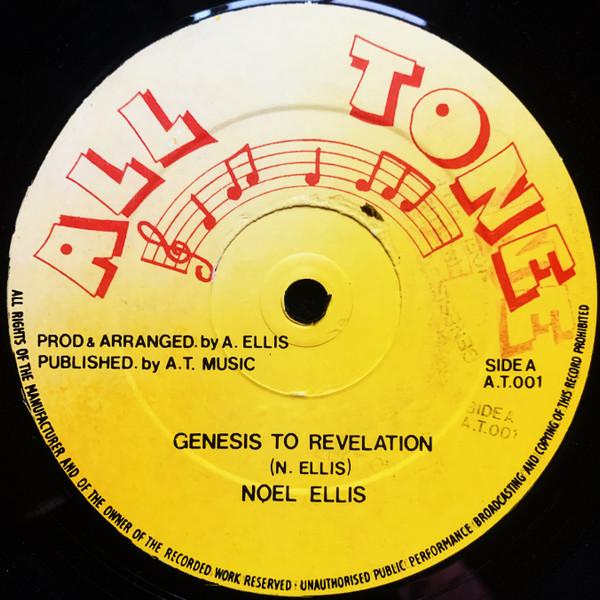 ALL TONE
PROD & ARRANGED. by A. ELLIS
PUBLISHED. by A.T. MUSIC
SIDE A
A.T.001
SIDE A
A.T.001
GENESIS TO REVELATION
(N. ELLIS)
NOEL ELLIS
ALL RIGHTS OF THE MANUFACTURER AND OF THE OWNER OF THE RECORDED WORK RESERVED · UNAUTHORISED PUBLIC PERFORMANCE BROADCASTING AND COPYING OF THIS RECORD PROHIBITED